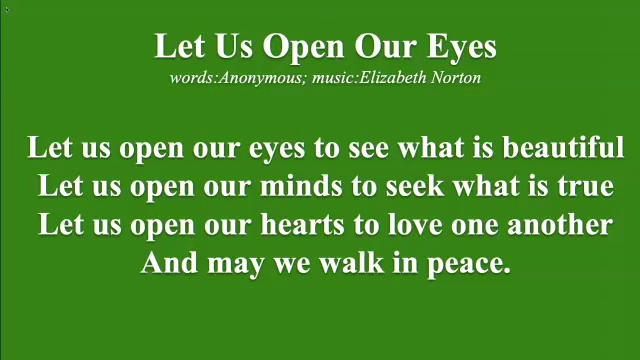 Let Us Open Our Eyes
words:Anonymous; music:Elizabeth Norton
Let us open our eyes to see what is beautiful
Let us open our minds to seek what is true
Let us open our hearts to love one another
And may we walk in peace.